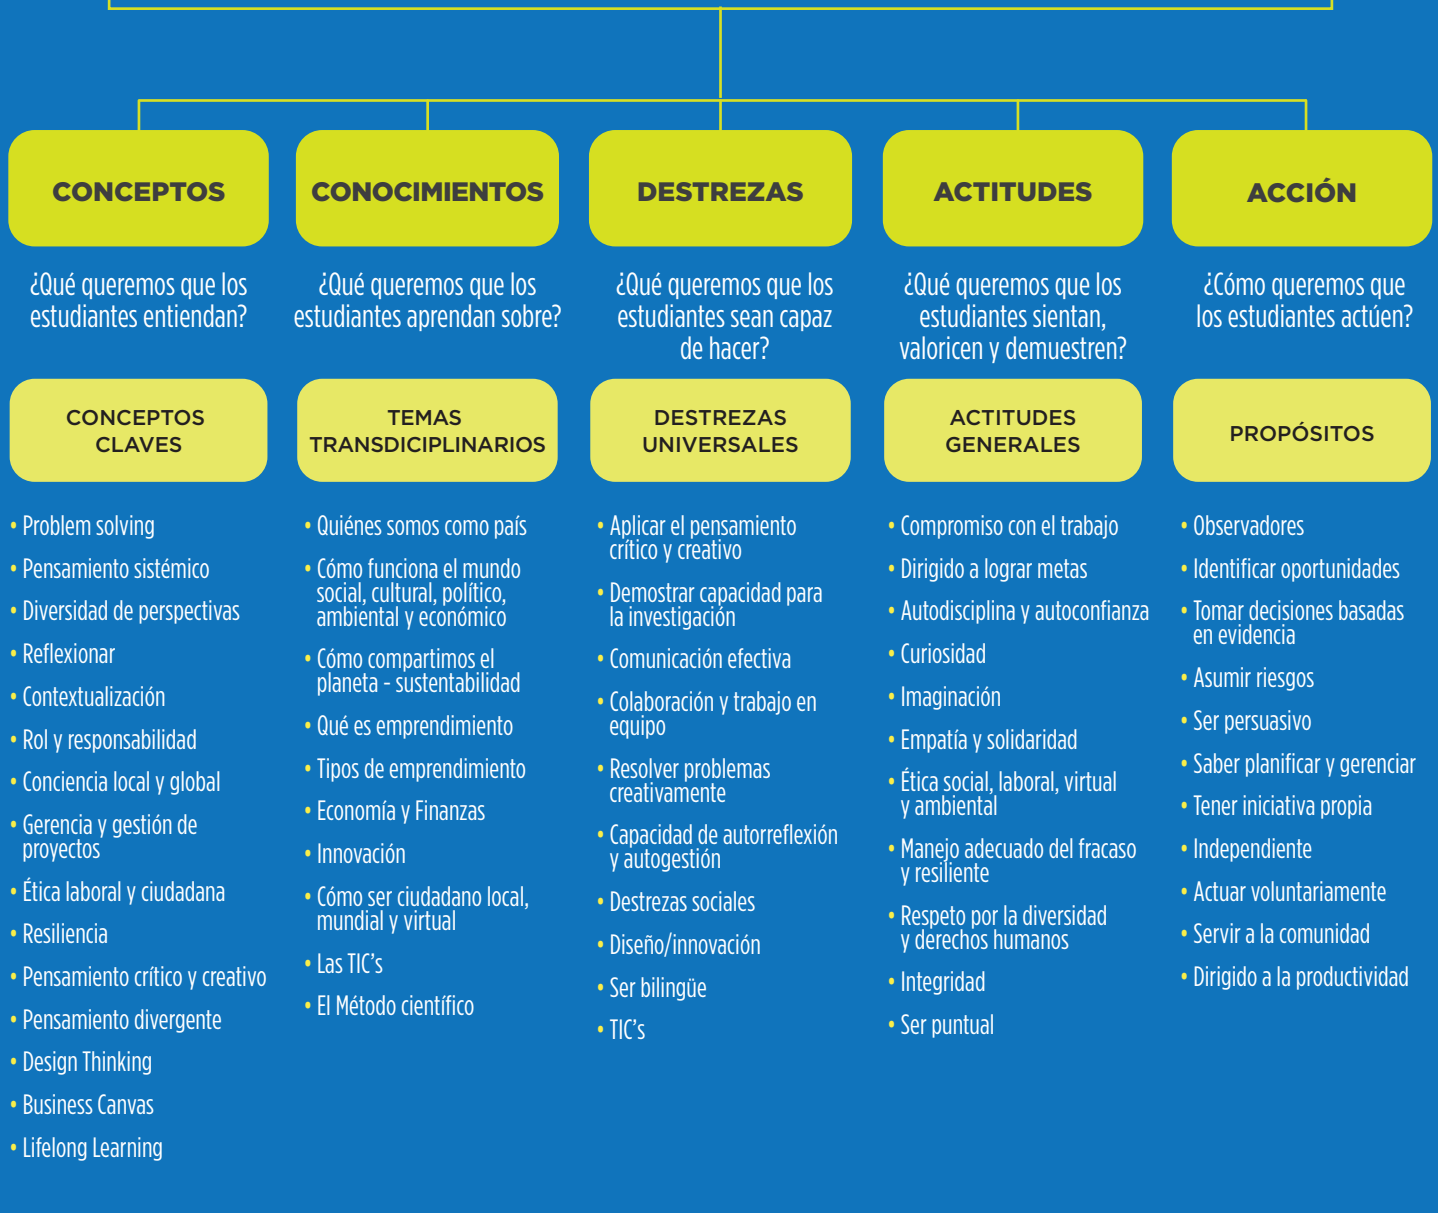 CONCEPTOS
¿Qué queremos que los
estudiantes entiendan?
CONCEPTOS
CLAVES
• Problem solving
• Pensamiento sistémico
• Diversidad de perspectivas
• Reflexionar
• Contextualización
• Rol y responsabilidad
• Conciencia local y global
• Gerencia y gestión de
proyectos
• Ética laboral y ciudadana
• Resiliencia
• Pensamiento crítico y creativo
• Pensamiento divergente
• Design Thinking
• Business Canvas
• Lifelong Learning
CONOCIMIENTOS
¿Qué queremos que los
estudiantes aprendan sobre?
TEMAS
TRANSDICIPLINARIOS
• Quiénes somos como país
• Cómo funciona el mundo
social, cultural, político,
ambiental y económico
• Cómo compartimos el
planeta - sustentabilidad
• Qué es emprendimiento
• Tipos de emprendimiento
• Economía y Finanzas
• Innovación
• Cómo ser ciudadano local,
mundial y virtual
• Las TIC's
• El Método científico
DESTREZAS
¿Qué queremos que los
estudiantes sean capaz
de hacer?
DESTREZAS
UNIVERSALES
• Aplicar el pensamiento
crítico y creativo
• Demostrar capacidad para
la investigación
• Comunicación efectiva
• Colaboración y trabajo en
equipo
• Resolver problemas
creativamente
• Capacidad de autorreflexión
y autogestión
• Destrezas sociales
• Diseño/innovación
• Ser bilingüe
• TIC's
ACTITUDES
¿Qué queremos que los
estudiantes sientan,
valoricen y demuestren?
ACTITUDES
GENERALES
• Compromiso con el trabajo
• Dirigido a lograr metas
• Autodisciplina y autoconfianza
• Curiosidad
• Imaginación
• Empatía y solidaridad
• Ética social, laboral, virtual
y ambiental
• Manejo adecuado del fracaso
y resiliente
• Respeto por la diversidad
y derechos humanos
• Integridad
• Ser puntual
ACCIÓN
¿Cómo queremos que
los estudiantes actúen?
PROPÓSITOS
• Observadores
• Identificar oportunidades
• Tomar decisiones basadas
en evidencia
• Asumir riesgos
• Ser persuasivo
• Saber planificar y gerenciar
• Tener iniciativa propia
• Independiente
• Actuar voluntariamente
• Servir a la comunidad
• Dirigido a la productividad